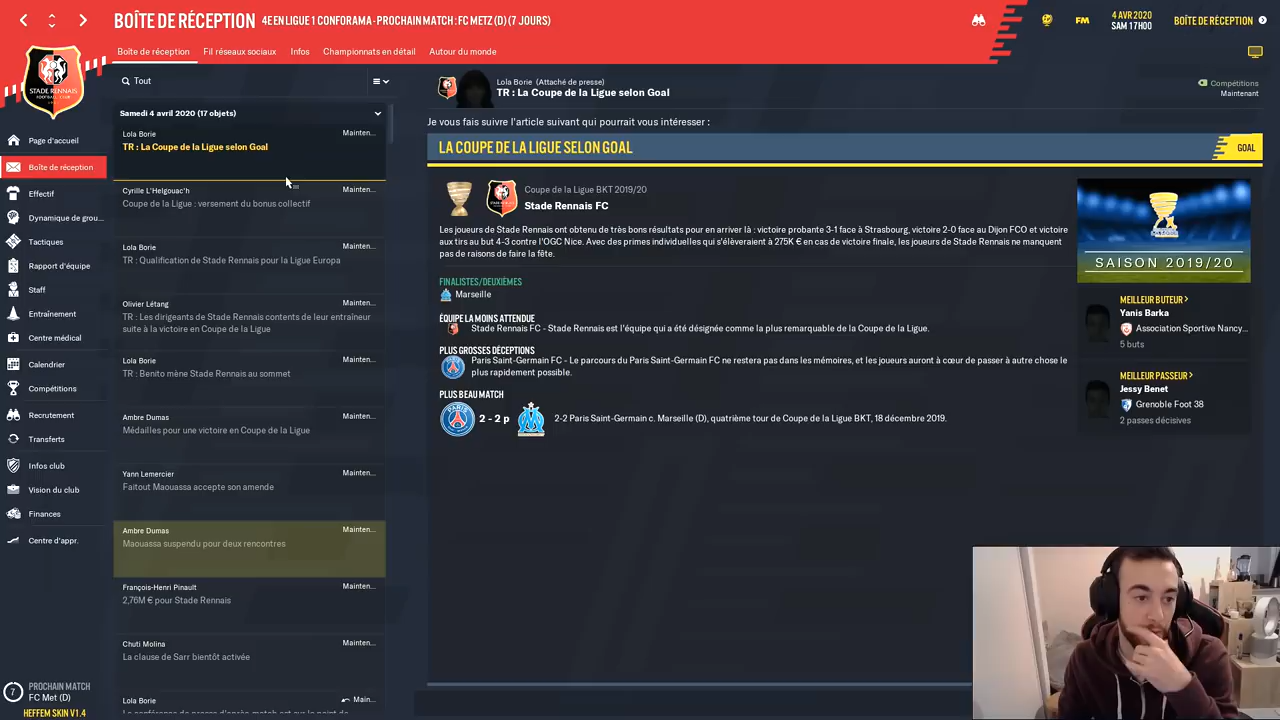 BOÎTE DE RÉCEPTION
4E EN LIGUE 1 CONFORAMA - PROCHAIN MATCH : FC METZ (D) (7 JOURS)
FM
4 AVR 2020
SAM 17H00
BOÎTE DE RÉCEPTION
Boîte de réception
Fil réseaux sociaux
Infos
Championnats en détail
Autour du monde
STADE RENNAIS
FOOTBALL CLUB
Page d'accueil
Boîte de réception
Effectif
Dynamique de grou...
Tactiques
Rapport d'équipe
Staff
Entraînement
Centre médical
Calendrier
Compétitions
Recrutement
Transferts
Infos club
Vision du club
Finances
Centre d'appr.
7
PROCHAIN MATCH
FC Met (D)
HEFFEM SKIN V1.4
Tout
Samedi 4 avril 2020 (17 objets)
Lola Borie
Mainten...
TR : La Coupe de la Ligue selon Goal
Cyrille L'Helgouac'h
Mainten...
Coupe de la Ligue : versement du bonus collectif
Lola Borie
Mainten...
TR : Qualification de Stade Rennais pour la Ligue Europa
Olivier Létang
Mainten...
TR : Les dirigeants de Stade Rennais contents de leur entraîneur
suite à la victoire en Coupe de la Ligue
Lola Borie
Mainten...
TR : Benito mène Stade Rennais au sommet
Ambre Dumas
Mainten...
Médailles pour une victoire en Coupe de la Ligue
Yann Lemercier
Mainten...
Faitout Maouassa accepte son amende
Ambre Dumas
Mainten...
Maouassa suspendu pour deux rencontres
François-Henri Pinault
Mainten...
2,76M € pour Stade Rennais
Chuti Molina
Mainten...
La clause de Sarr bientôt activée
Lola Borie
Main...
La conférence de presse d'après-match est sur le point de
Lola Borie (Attaché de presse)
TR : La Coupe de la Ligue selon Goal
Compétitions
Maintenant
Je vous fais suivre l'article suivant qui pourrait vous intéresser :
LA COUPE DE LA LIGUE SELON GOAL
GOAL
Coupe de la Ligue BKT 2019/20
Stade Rennais FC
Les joueurs de Stade Rennais ont obtenu de très bons résultats pour en arriver là : victoire probante 3-1 face à Strasbourg, victoire 2-0 face au Dijon FCO et victoire
aux tirs au but 4-3 contre l'OGC Nice. Avec des primes individuelles qui s'élèveraient à 275K € en cas de victoire finale, les joueurs de Stade Rennais ne manquent
pas de raisons de faire la fête.
FINALISTES/DEUXIÈMES
Marseille
ÉQUIPE LA MOINS ATTENDUE
Stade Rennais FC - Stade Rennais est l'équipe qui a été désignée comme la plus remarquable de la Coupe de la Ligue.
PLUS GROSSES DÉCEPTIONS
Paris Saint-Germain FC - Le parcours du Paris Saint-Germain FC ne restera pas dans les mémoires, et les joueurs auront à cœur de passer à autre chose le
plus rapidement possible.
PLUS BEAU MATCH
2 - 2 p
2-2 Paris Saint-Germain c. Marseille (D), quatrième tour de Coupe de la Ligue BKT, 18 décembre 2019.
SAISON 2019/20
MEILLEUR BUTEUR >
Yanis Barka
Association Sportive Nancy...
5 buts
MEILLEUR PASSEUR >
Jessy Benet
Grenoble Foot 38
2 passes décisives